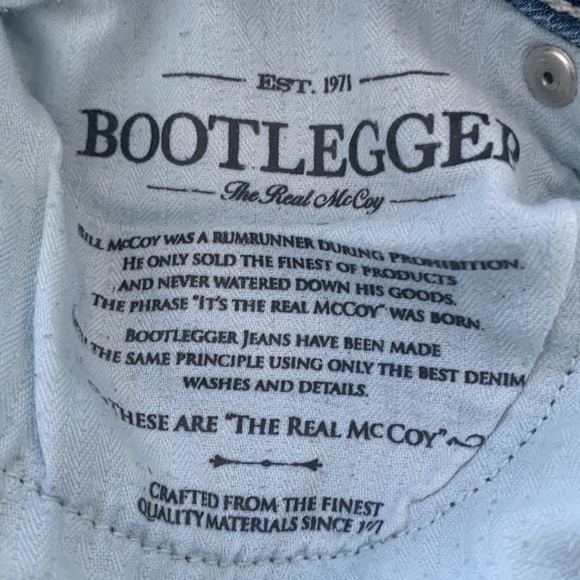 EST. 1971
BOOTLEGGER
The Real McCoy
BILL MCCOY WAS A RUMRUNNER DURING PROHIBITION.
HE ONLY SOLD THE FINEST OF PRODUCTS
AND NEVER WATERED DOWN HIS GOODS.
THE PHRASE "IT'S THE REAL MCCOY" WAS BORN.
BOOTLEGGER JEANS HAVE BEEN MADE
THE SAME PRINCIPLE USING ONLY THE BEST DENIM
WASHES AND DETAILS.
THESE ARE "THE REAL MCCOY"
CRAFTED FROM THE FINEST
QUALITY MATERIALS SINCE 1971